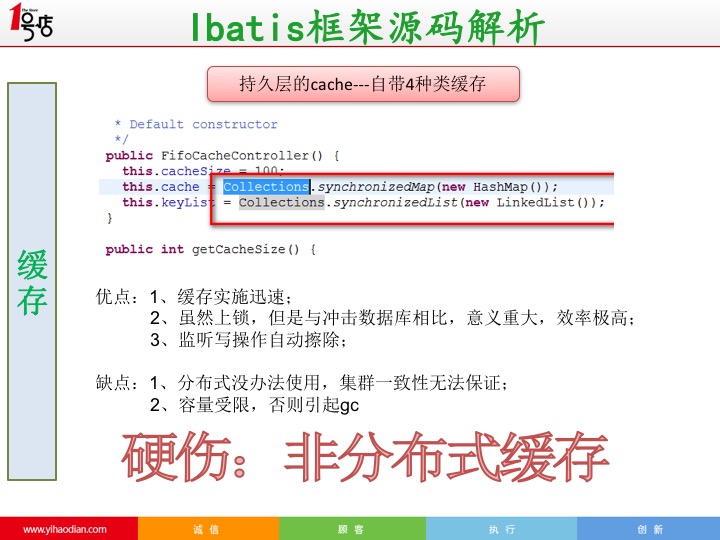 1号店
The Store
Ibatis框架源码解析
持久层的cache---自带4种类缓存
* Default constructor
*/
public FifoCacheController() {
this.cacheSize = 100;
this.cache = Collections.synchronizedMap(new HashMap());
this.keyList = Collections.synchronizedList(new LinkedList());
}
public int getCacheSize() {
缓存
优点：1、缓存实施迅速；
2、虽然上锁，但是与冲击数据库相比，意义重大，效率极高；
3、监听写操作自动擦除；
缺点：1、分布式没办法使用，集群一致性无法保证；
2、容量受限，否则引起gc
硬伤：非分布式缓存
www.yihaodian.com 诚 信 顾 客 执 行 创 新